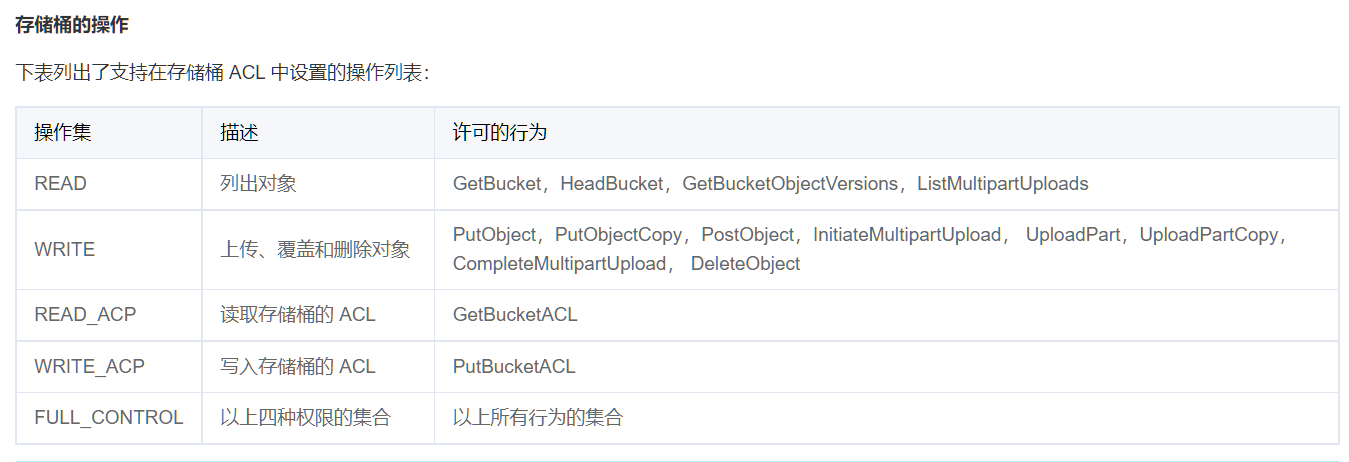 存储桶的操作
下表列出了支持在存储桶 ACL 中设置的操作列表：
操作集 描述 许可的行为
READ 列出对象 GetBucket，HeadBucket，GetBucketObjectVersions，ListMultipartUploads
WRITE 上传、覆盖和删除对象 PutObject，PutObjectCopy，PostObject，InitiateMultipartUpload， UploadPart，UploadPartCopy，
CompleteMultipartUpload， DeleteObject
READ_ACP 读取存储桶的 ACL GetBucketACL
WRITE_ACP 写入存储桶的 ACL PutBucketACL
FULL_CONTROL 以上四种权限的集合 以上所有行为的集合